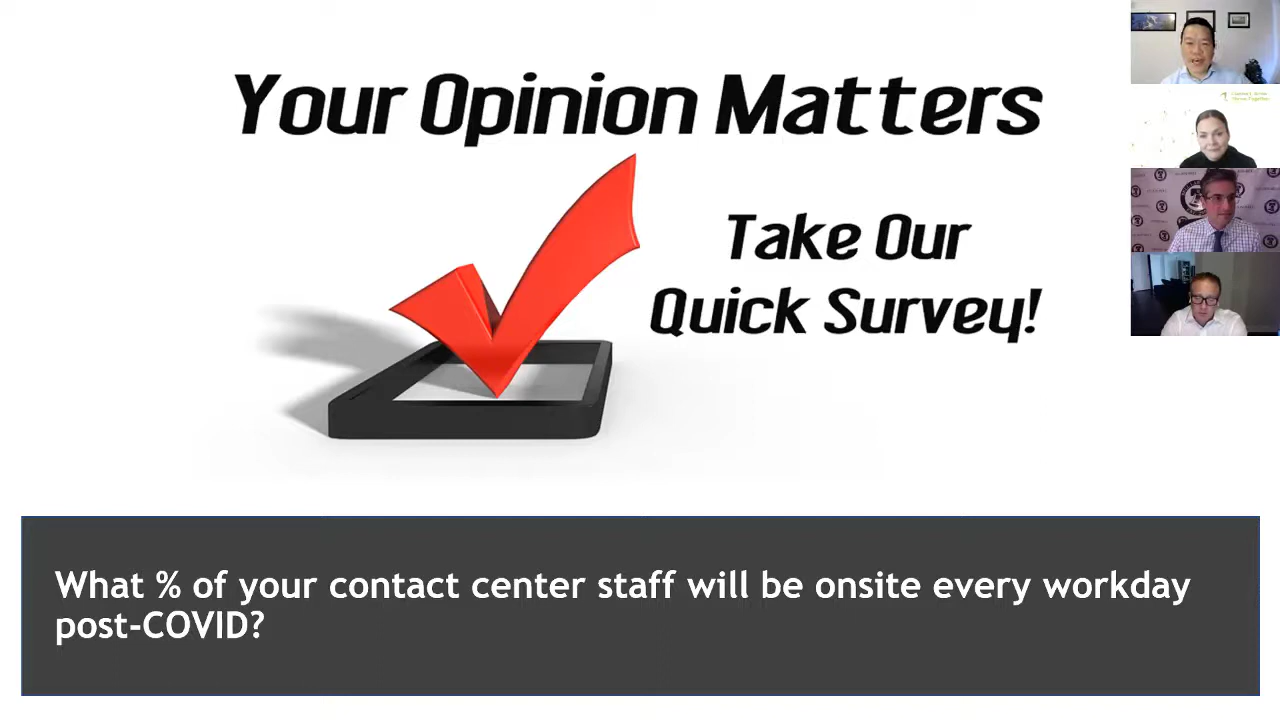 Your Opinion Matters
Take Our
Quick Survey!
What % of your contact center staff will be onsite every workday
post-COVID?